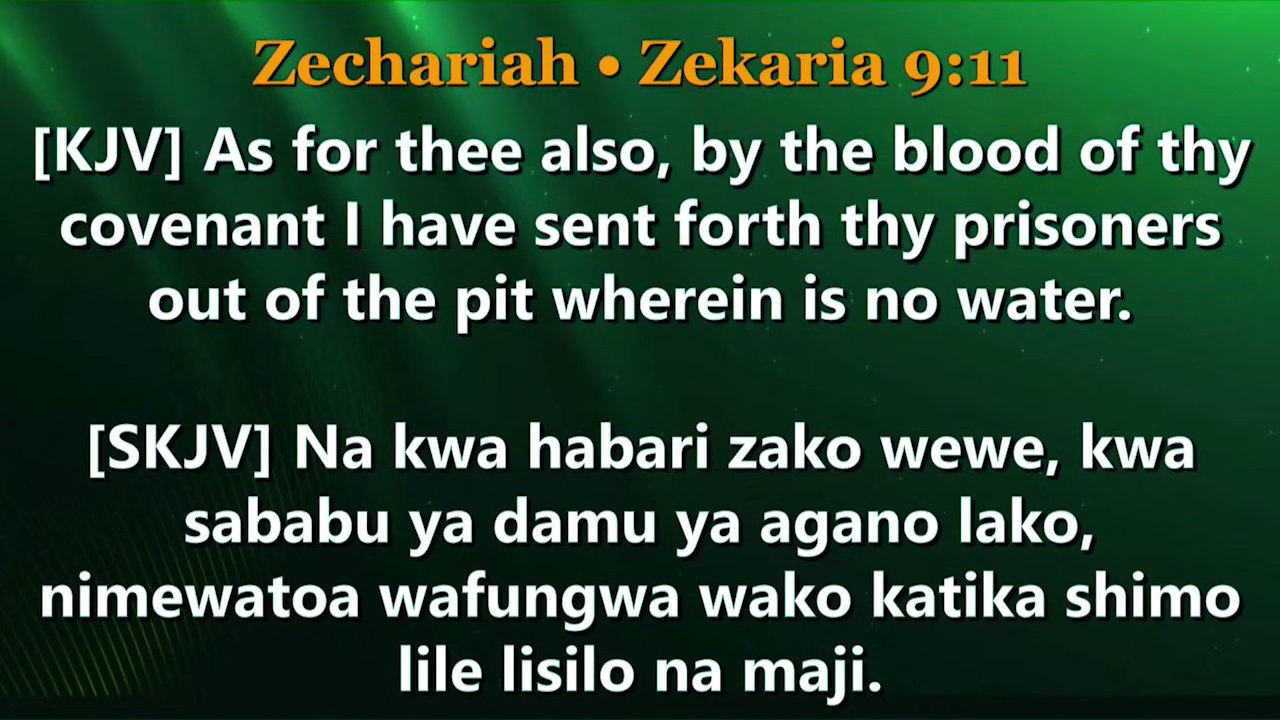 Zechariah • Zekaria 9:11
[KJV] As for thee also, by the blood of thy
covenant I have sent forth thy prisoners
out of the pit wherein is no water.
[SKJV] Na kwa habari zako wewe, kwa
sababu ya damu ya agano lako,
nimewatoa wafungwa wako katika shimo
lile lisilo na maji.